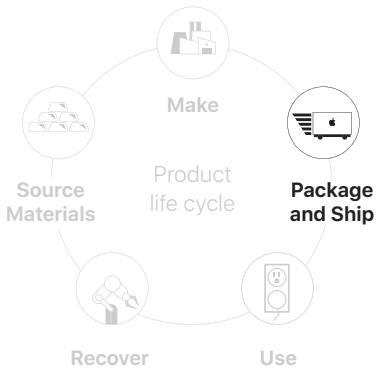 Make
Source
Materials
Product
life cycle
Package
and Ship
Recover
Use